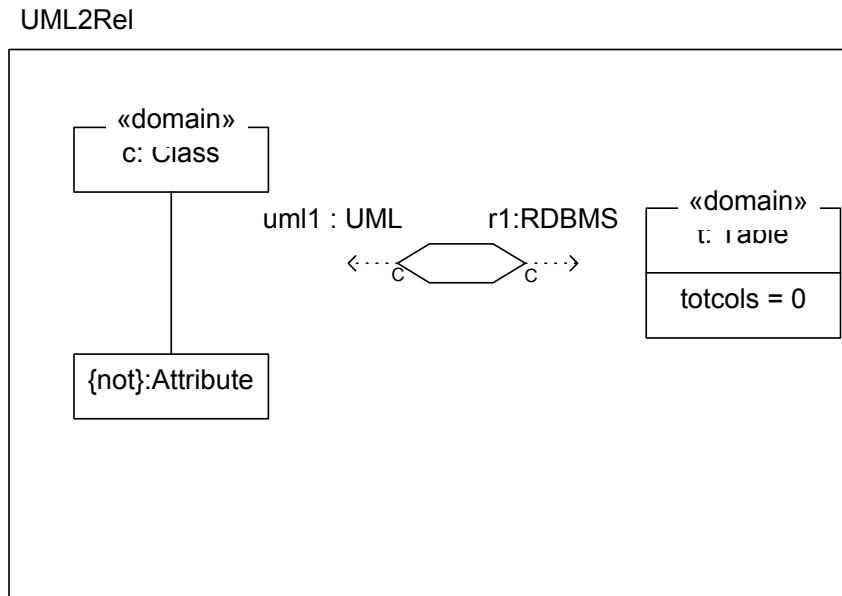 UML2Rel
«domain»
c: Class
uml1 : UML
r1:RDBMS
«domain»
t: Table
C
C
totcols = 0
{not}:Attribute